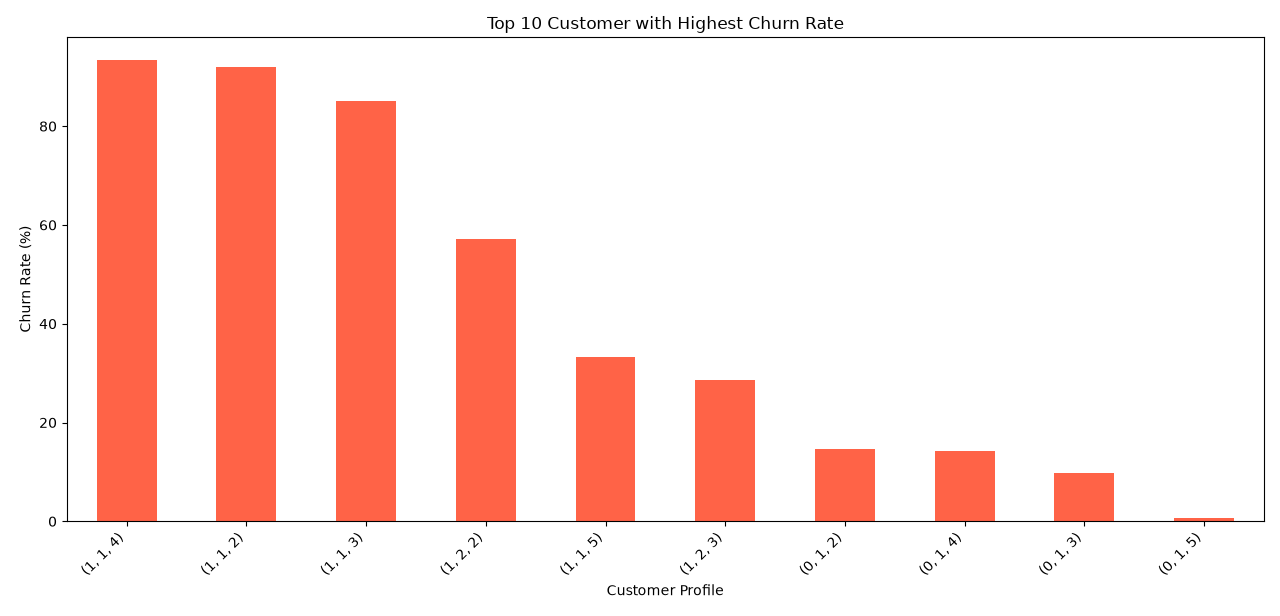 Top 10 Customer with Highest Churn Rate
Churn Rate (%)
80
60
40
20
0
(1, 1, 4)
(1, 1, 2)
(1, 1, 3)
(1, 2, 2)
(1, 1, 5)
(1, 2, 3)
(0, 1, 2)
(0, 1, 4)
(0, 1, 3)
(0, 1, 5)
Customer Profile